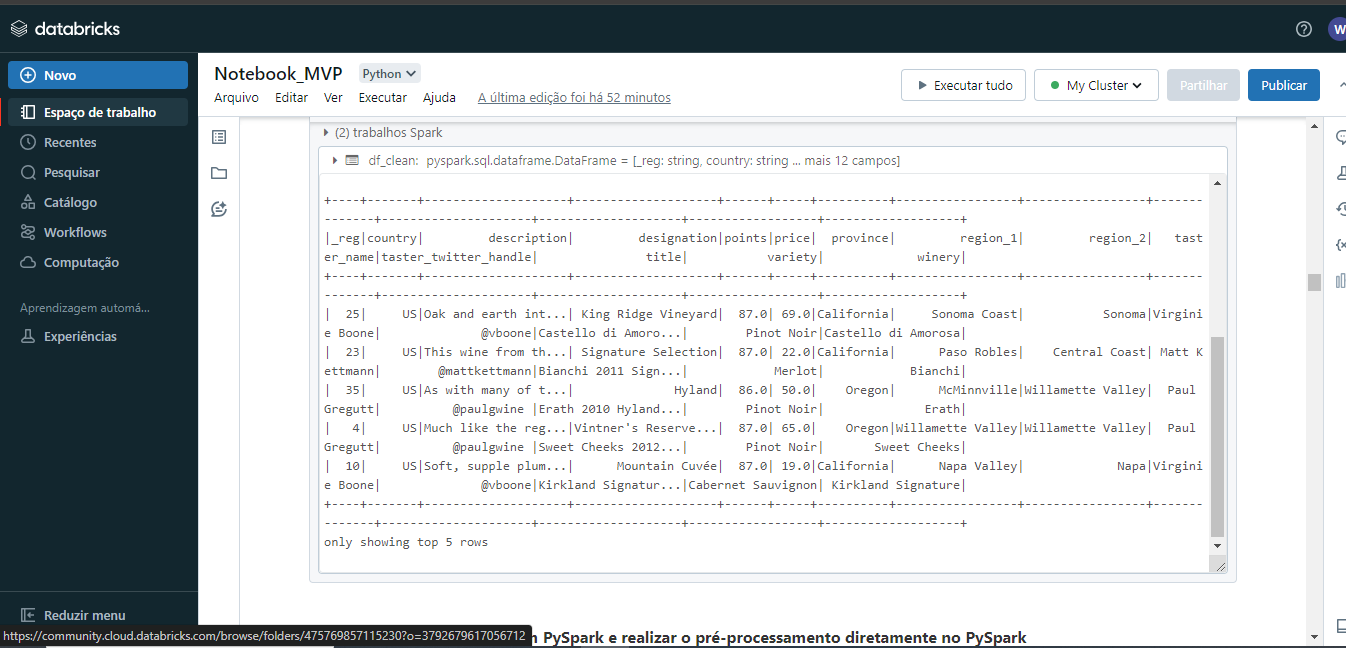 databricks
?
W
Novo
Espaço de trabalho
Recentes
Pesquisar
Catálogo
Workflows
Computação
Aprendizagem automá...
Experiências
Reduzir menu
Notebook_MVP Python
Arquivo Editar Ver Executar Ajuda A última edição foi há 52 minutos
Executar tudo My Cluster Partilhar Publicar
(2) trabalhos Spark
df_clean: pyspark.sql.dataframe.DataFrame = [_reg: string, country: string ... mais 12 campos]
+----+-------+--------------------+--------------------+------+-----+----------+-----------------+-----------------+-------
-------+---------------------+--------------------+------------------+-------------------+
|_reg|country|         description|         designation|points|price|  province|         region_1|         region_2|   tast
er_name|taster_twitter_handle|               title|           variety|             winery|
+----+-------+--------------------+--------------------+------+-----+----------+-----------------+-----------------+-------
-------+---------------------+--------------------+------------------+-------------------+
|  25|     US|Oak and earth int...| King Ridge Vineyard|  87.0| 69.0|California|     Sonoma Coast|           Sonoma|Virgini
e Boone|              @vboone|Castello di Amoro...|        Pinot Noir|Castello di Amorosa|
|  23|     US|This wine from th...| Signature Selection|  87.0| 22.0|California|      Paso Robles|    Central Coast| Matt K
ettmann|        @mattkettmann|Bianchi 2011 Sign...|            Merlot|            Bianchi|
|  35|     US|As with many of t...|              Hyland|  86.0| 50.0|    Oregon|      McMinnville|Willamette Valley|  Paul 
Gregutt|          @paulgwine |Erath 2010 Hyland...|        Pinot Noir|              Erath|
|   4|     US|Much like the reg...|Vintner's Reserve...|  87.0| 65.0|    Oregon|Willamette Valley|Willamette Valley|  Paul 
Gregutt|          @paulgwine |Sweet Cheeks 2012...|        Pinot Noir|       Sweet Cheeks|
|  10|     US|Soft, supple plum...|      Mountain Cuvée|  87.0| 19.0|California|      Napa Valley|             Napa|Virgini
e Boone|              @vboone|Kirkland Signatur...|Cabernet Sauvignon| Kirkland Signature|
+----+-------+--------------------+--------------------+------+-----+----------+-----------------+-----------------+-------
-------+---------------------+--------------------+------------------+-------------------+
only showing top 5 rows
PySpark e realizar o pré-processamento diretamente no PySpark
https://community.cloud.databricks.com/browse/folders/475769857115230?o=3792679617056712